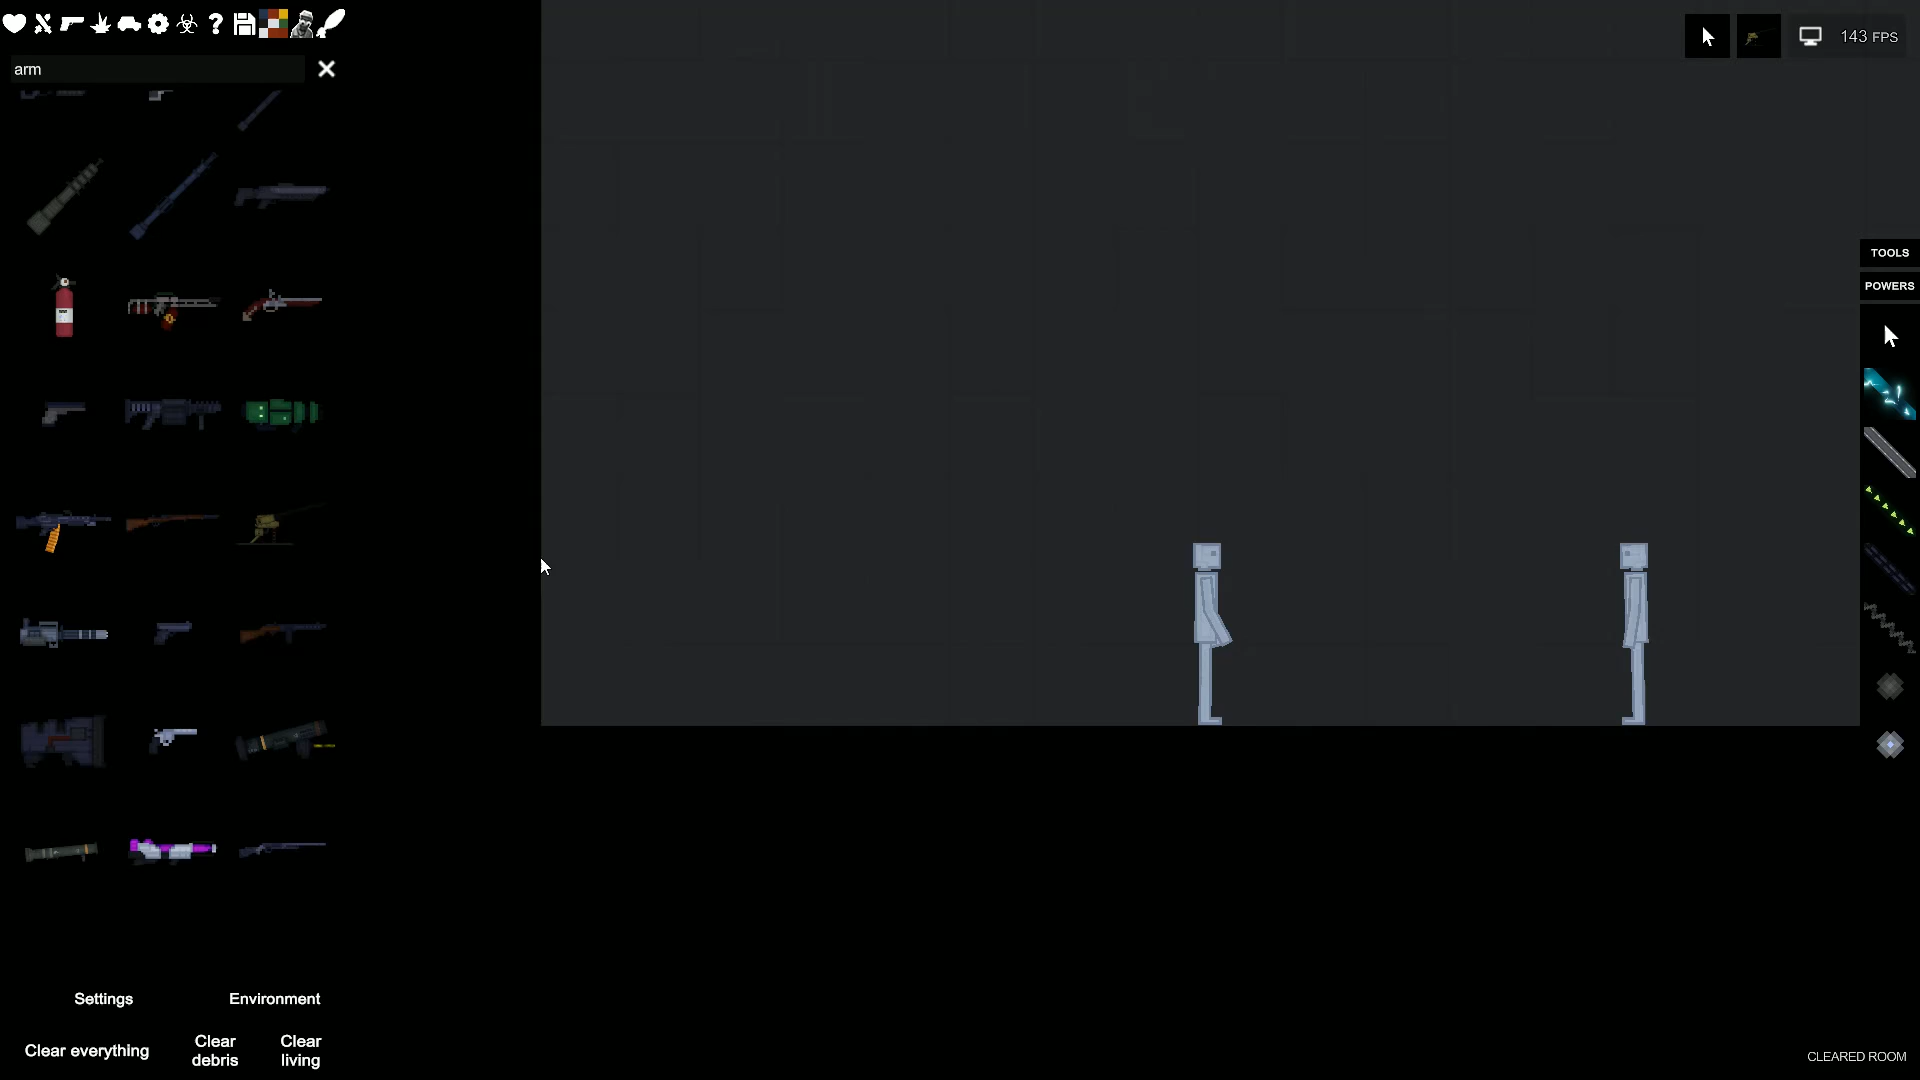 143 FPS
arm
TOOLS
POWERS
Settings
Environment
Clear everything
Clear
debris
Clear
living
CLEARED ROOM